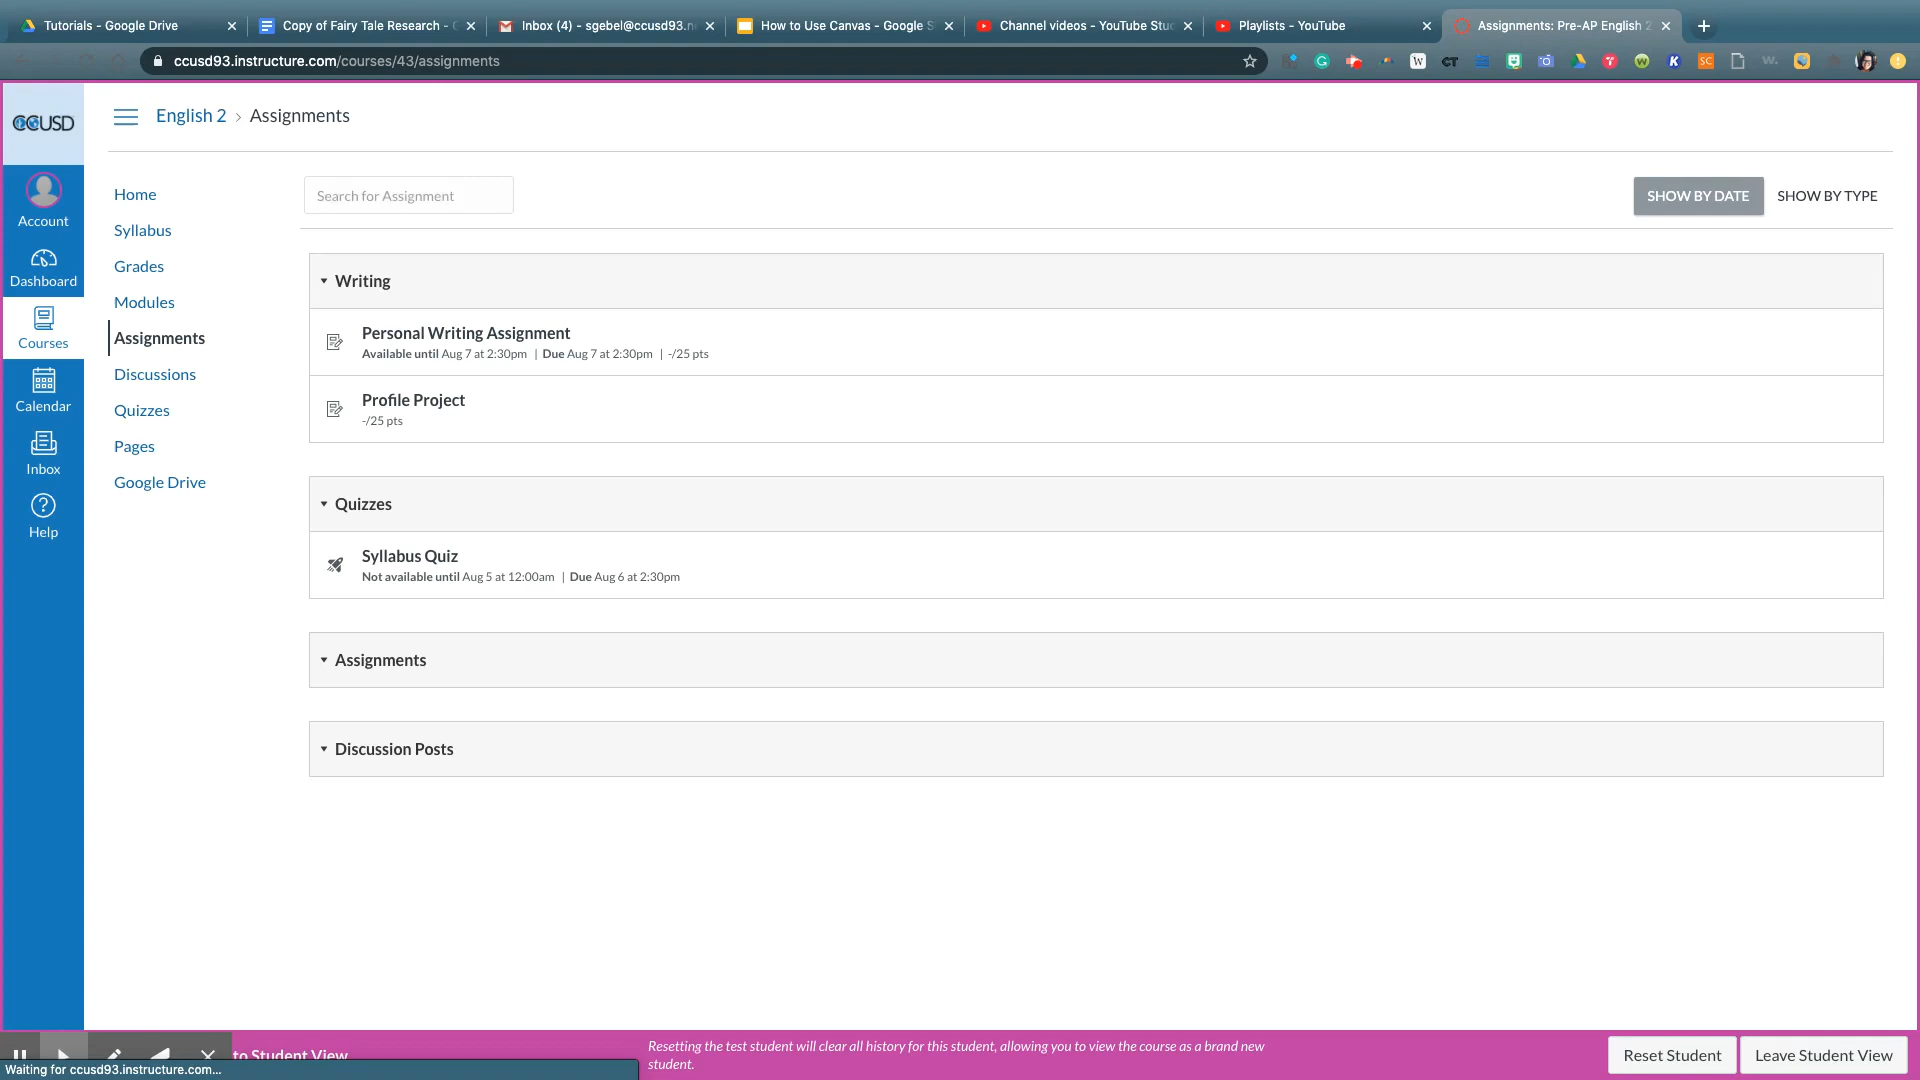 Tutorials - Google Drive
Copy of Fairy Tale Research -
Inbox (4) - sgebel@ccusd93.n
How to Use Canvas - Google S
Channel videos - YouTube Stud
Playlists - YouTube
Assignments: Pre-AP English 2
ccusd93.instructure.com/courses/43/assignments
CCUSD
English 2 › Assignments
Account
Dashboard
Courses
Calendar
Inbox
Help
Home
Syllabus
Grades
Modules
Assignments
Discussions
Quizzes
Pages
Google Drive
Search for Assignment
SHOW BY DATE
SHOW BY TYPE
Writing
Personal Writing Assignment
Available until Aug 7 at 2:30pm | Due Aug 7 at 2:30pm | -/25 pts
Profile Project
-/25 pts
Quizzes
Syllabus Quiz
Not available until Aug 5 at 12:00am | Due Aug 6 at 2:30pm
Assignments
Discussion Posts
to Student View
Resetting the test student will clear all history for this student, allowing you to view the course as a brand new
student.
Reset Student
Leave Student View
Waiting for ccusd93.instructure.com...